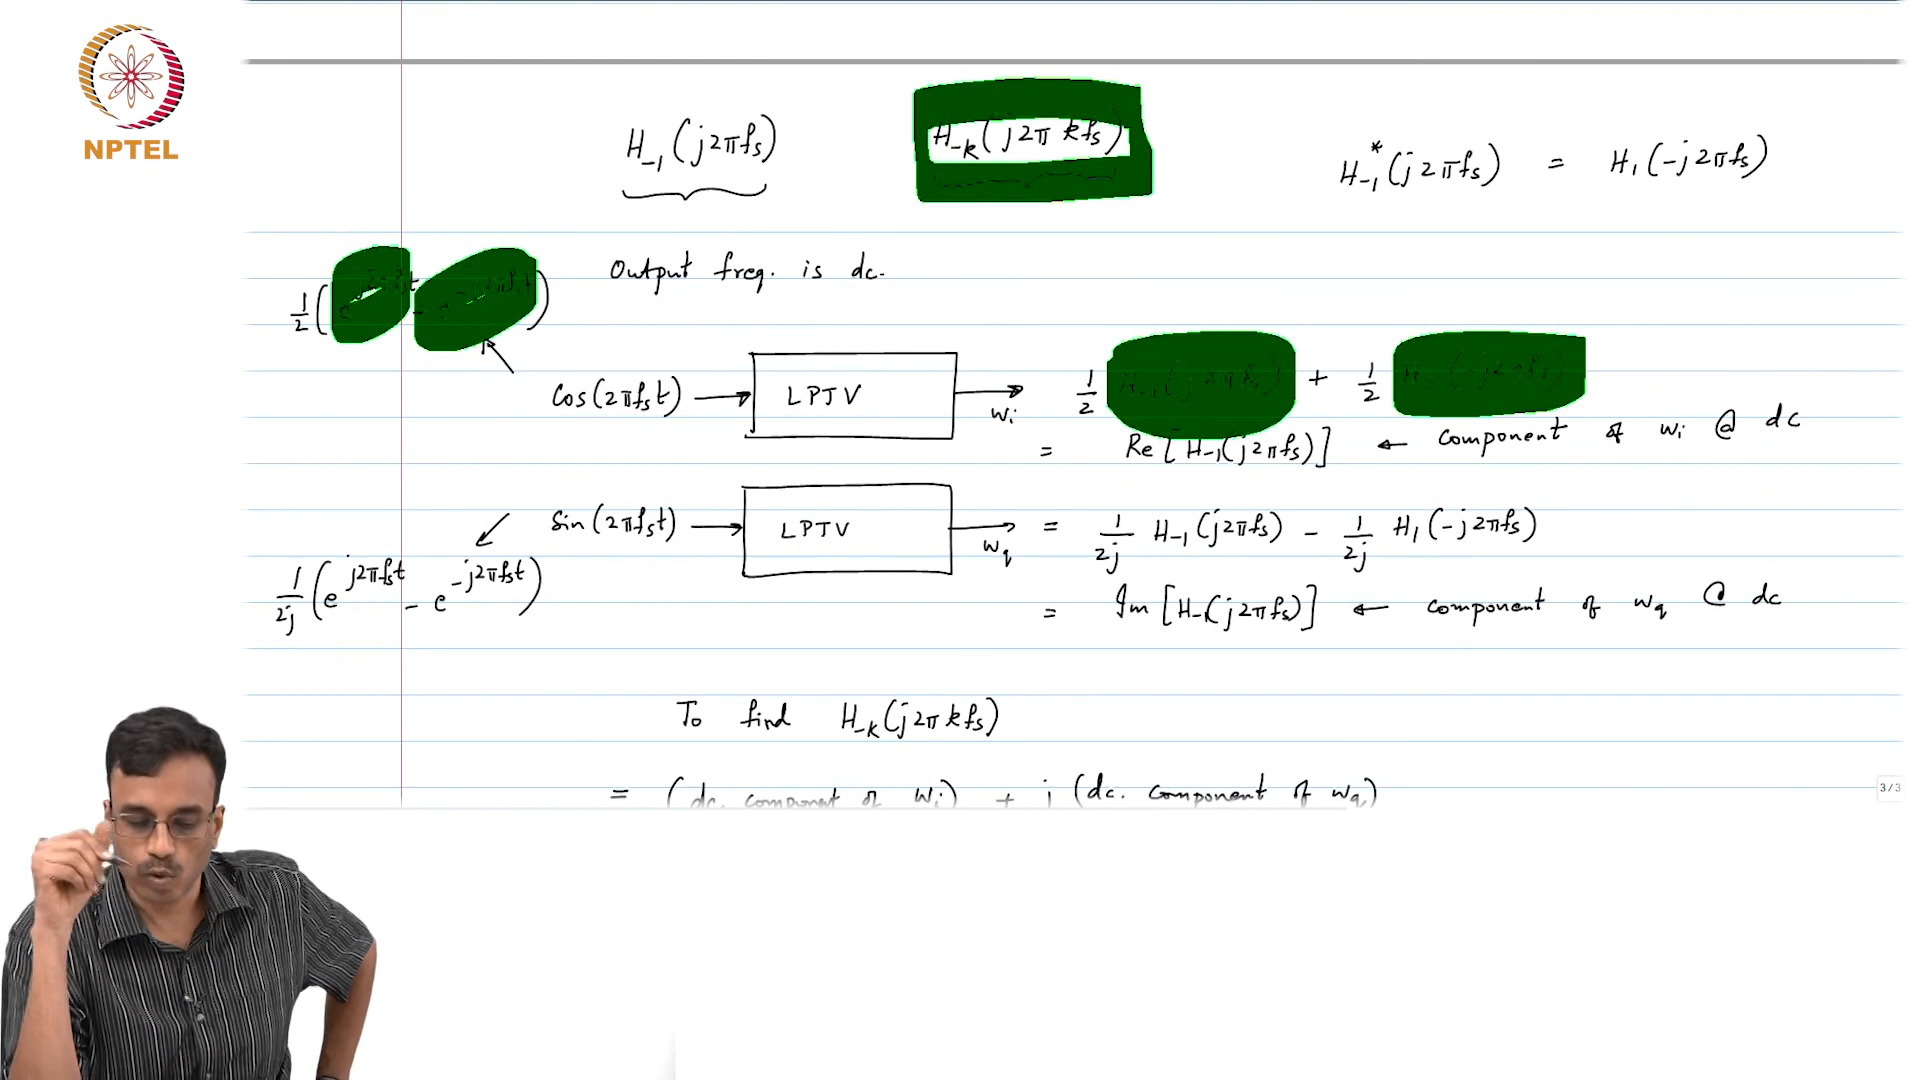 NPTEL
H₋₁(j2πfs) H₋k(j2π kfs) H₋₁*(j2πfs) = H₁(-j2πfs)
Output freq. is dc.
1/2 (
cos(2πfst) → LPTV → wi 1/2 + 1/2
= Re[H₋₁(j2πfs)] ← component of wi @ dc
Sin(2πfst) → LPTV → wq = 1/2j H₋₁(j2πfs) - 1/2j H₁(-j2πfs)
1/2j (e^j2πfst - e^-j2πfst)
= Im[H₋₁(j2πfs)] ← component of wq @ dc
To find H₋k(j2πkfs)
= (dc. component of wi) + j (dc. component of wq)
3/3